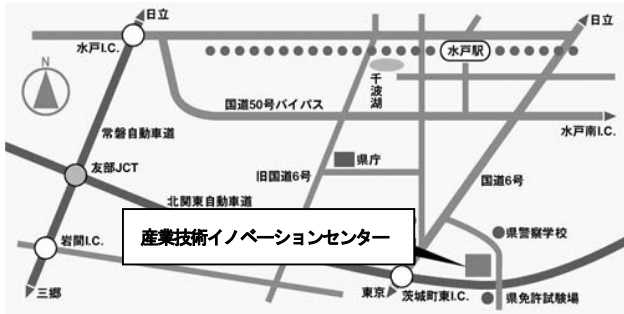 日立
日立
水戸I.C.
水戸駅
N
千波湖
国道50号バイパス
水戸南I.C.
常磐自動車道
県庁
友部JCT
旧国道6号
国道6号
北関東自動車道
産業技術イノベーションセンター
県警察学校
岩間I.C.
三郷
東京
茨城町東I.C.
県免許試験場